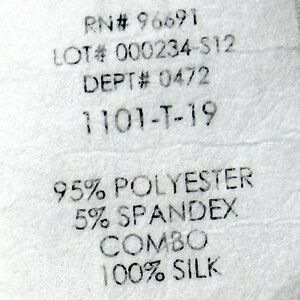 RN# 96691
LOT# 000234-S12
DEPT# 0472
1101-T-19
95% POLYESTER
5% SPANDEX
COMBO
100% SILK